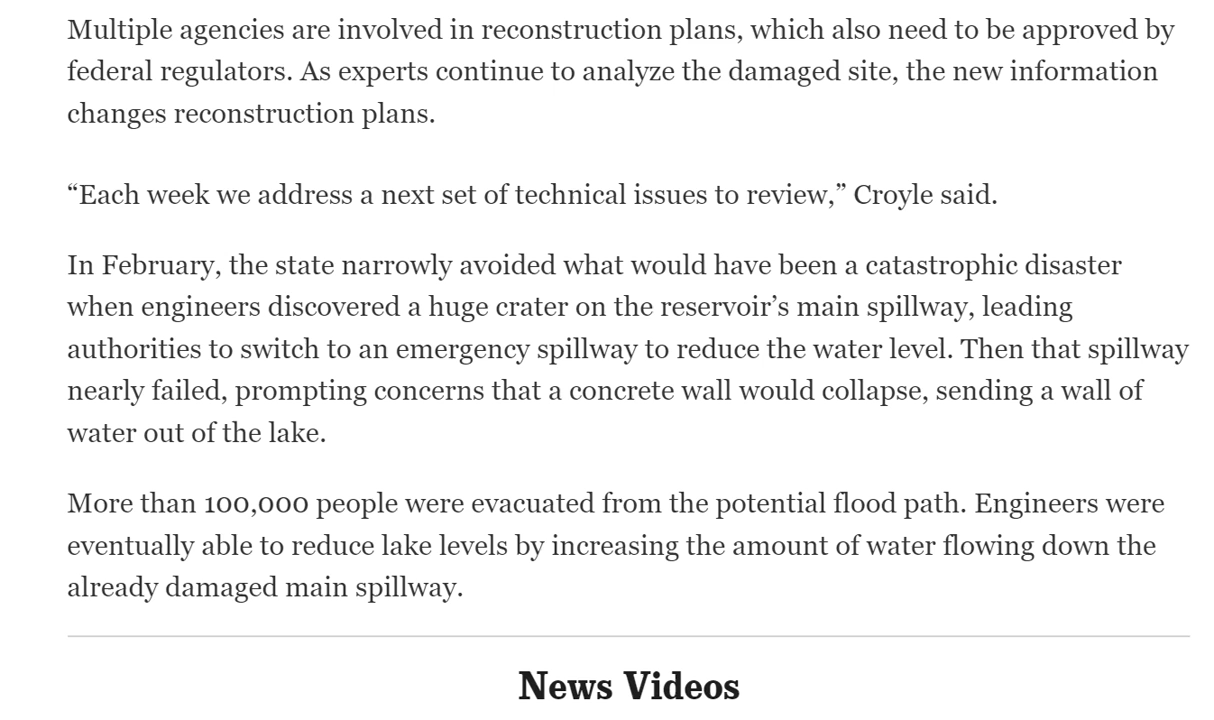 Multiple agencies are involved in reconstruction plans, which also need to be approved by
federal regulators. As experts continue to analyze the damaged site, the new information
changes reconstruction plans.
“Each week we address a next set of technical issues to review,” Croyle said.
In February, the state narrowly avoided what would have been a catastrophic disaster
when engineers discovered a huge crater on the reservoir’s main spillway, leading
authorities to switch to an emergency spillway to reduce the water level. Then that spillway
nearly failed, prompting concerns that a concrete wall would collapse, sending a wall of
water out of the lake.
More than 100,000 people were evacuated from the potential flood path. Engineers were
eventually able to reduce lake levels by increasing the amount of water flowing down the
already damaged main spillway.
News Videos